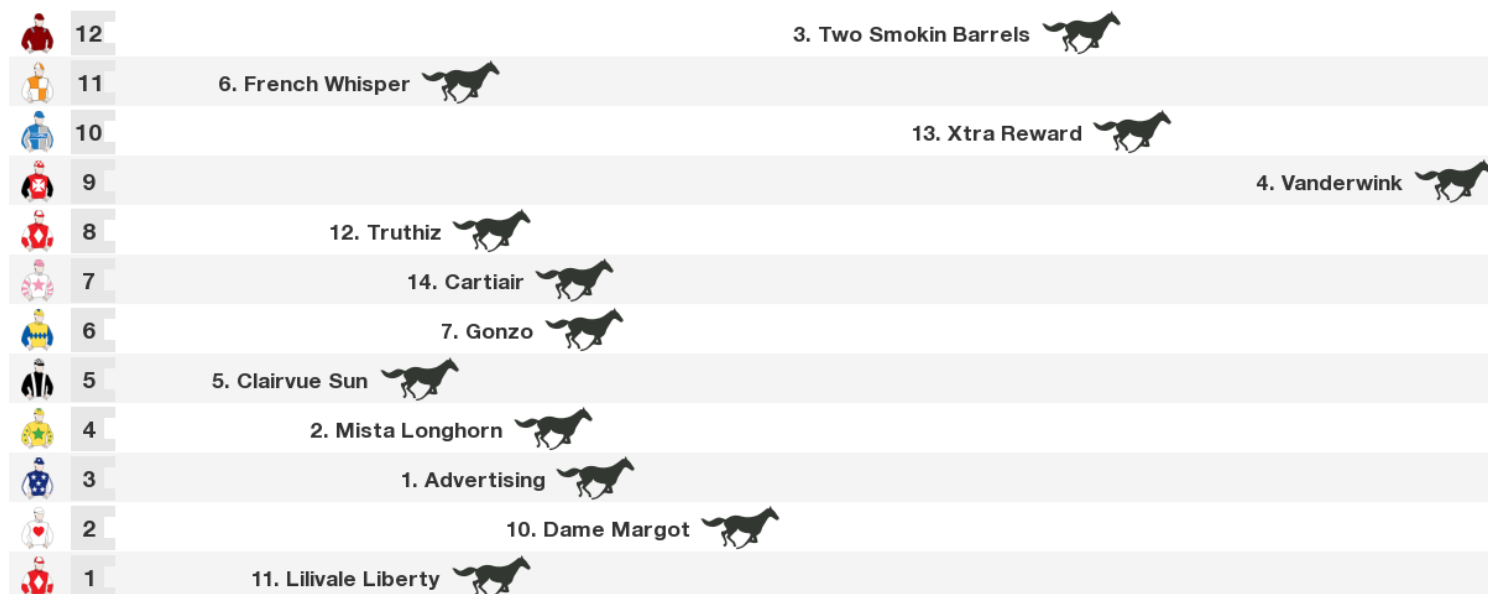 12 3. Two Smokin Barrels
11 6. French Whisper
10 13. Xtra Reward
9 4. Vanderwink
8 12. Truthiz
7 14. Cartiair
6 7. Gonzo
5 5. Clairvue Sun
4 2. Mista Longhorn
3 1. Advertising
2 10. Dame Margot
1 11. Lilivale Liberty